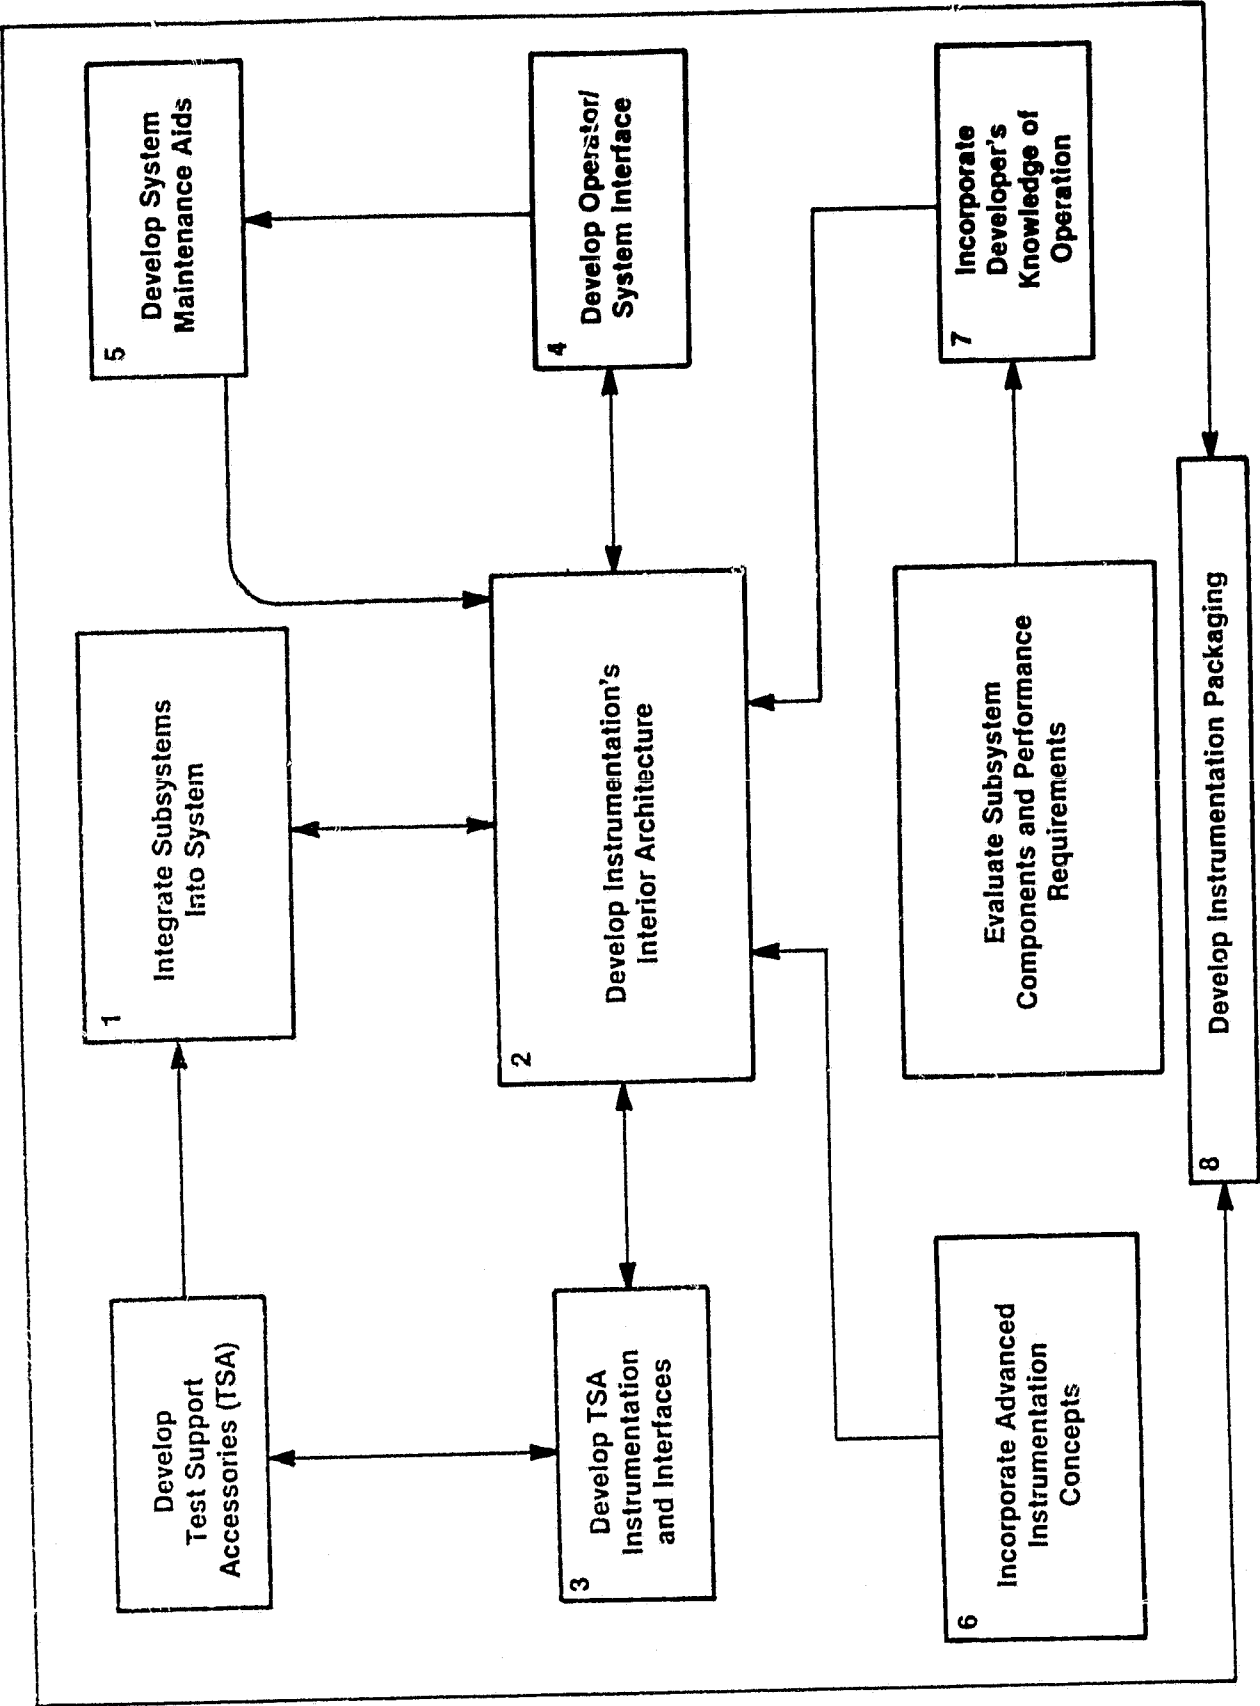 Develop
Test Support
Accessories (TSA)
1
Integrate Subsystems
Into System
5
Develop System
Maintenance Aids
3
Develop TSA
Instrumentation
and Interfaces
2
Develop Instrumentation's
Interior Architecture
4
Develop Operator/
System Interface
6
Incorporate Advanced
Instrumentation
Concepts
Evaluate Subsystem
Components and Performance
Requirements
7
Incorporate
Developer's
Knowledge of
Operation
8
Develop Instrumentation Packaging